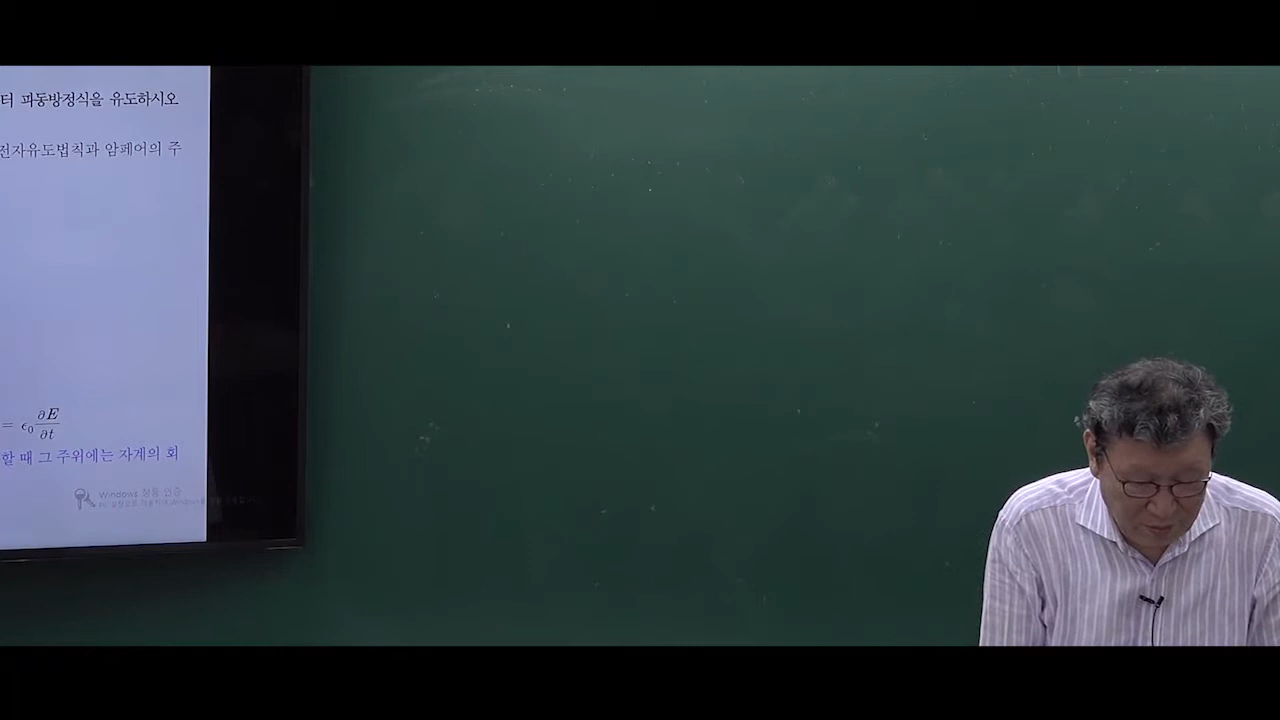 터 파동방정식을 유도하시오
전자유도법칙과 암페어의 주
= ϵ₀ ∂E/∂t
할 때 그 주위에는 자계의 회
Windows 정품 인증